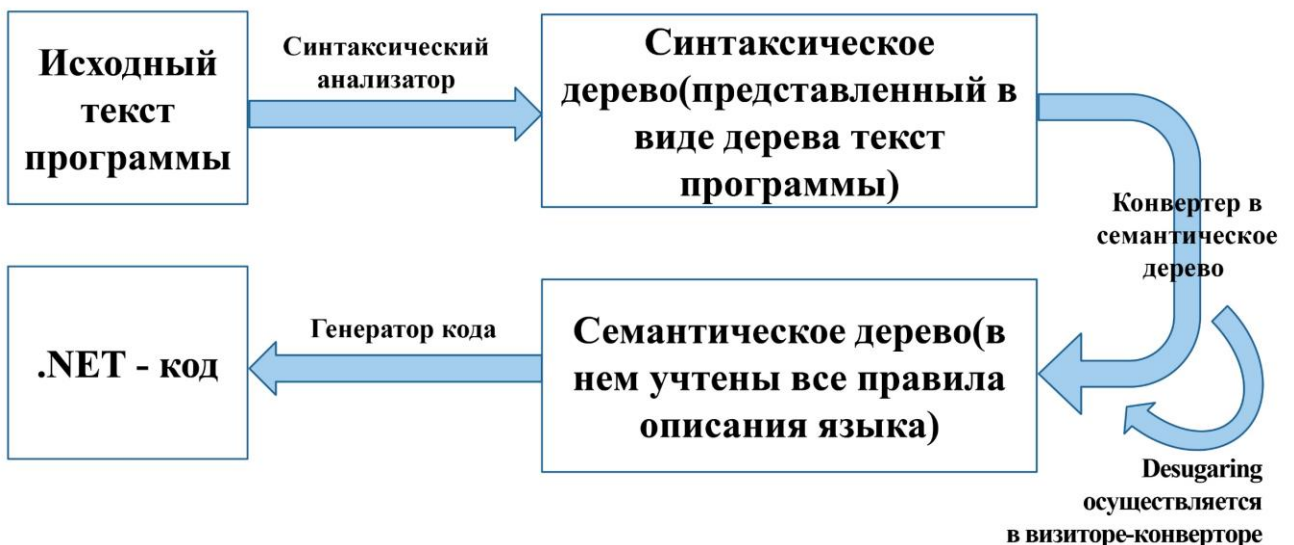 Исходный
текст
программы
Синтаксический
анализатор
Синтаксическое
дерево(представленный в
виде дерева текст
программы)
Конвертер в
семантическое
дерево
Desugaring
осуществляется
в визиторе-конверторе
Семантическое дерево(в
нем учтены все правила
описания языка)
Генератор кода
.NET - код